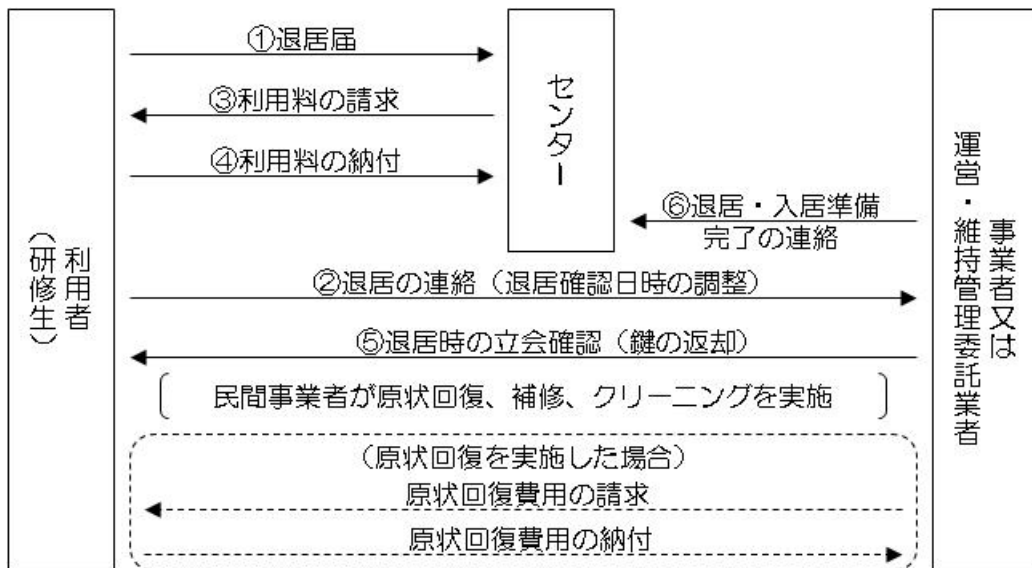 ①退居届
③利用料の請求
④利用料の納付
センター
⑥退居・入居準備
完了の連絡
利用者
（研修生）
事業者又は
運営・維持管理委託業者
②退居の連絡（退居確認日時の調整）
⑤退居時の立会確認（鍵の返却）
民間事業者が原状回復、補修、クリーニングを実施
（原状回復を実施した場合）
原状回復費用の請求
原状回復費用の納付